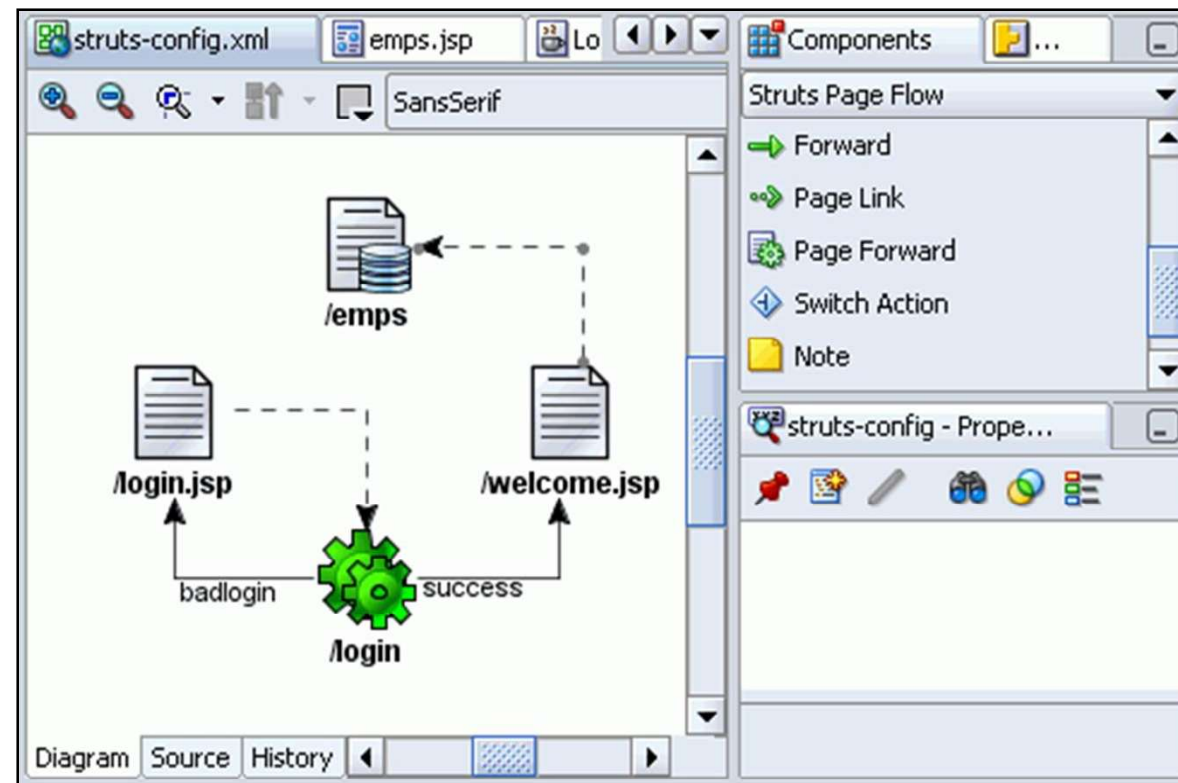 struts-config.xml
emps.jsp
Lo
SansSerif
/emps
/login.jsp
/welcome.jsp
badlogin
success
/login
Diagram
Source
History
Components
...
Struts Page Flow
Forward
Page Link
Page Forward
Switch Action
Note
XYZ
struts-config - Prope...